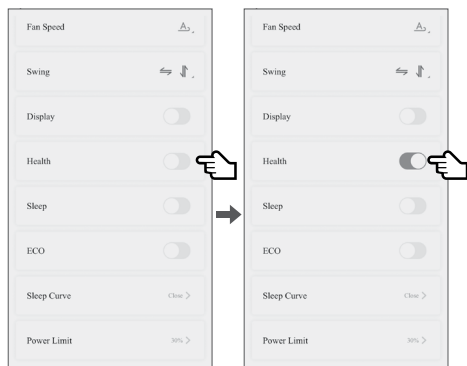 Fan Speed A
Swing
Display
Health
Sleep
ECO
Sleep Curve Close >
Power Limit 30% >
Fan Speed A
Swing
Display
Health
Sleep
ECO
Sleep Curve Close >
Power Limit 30% >